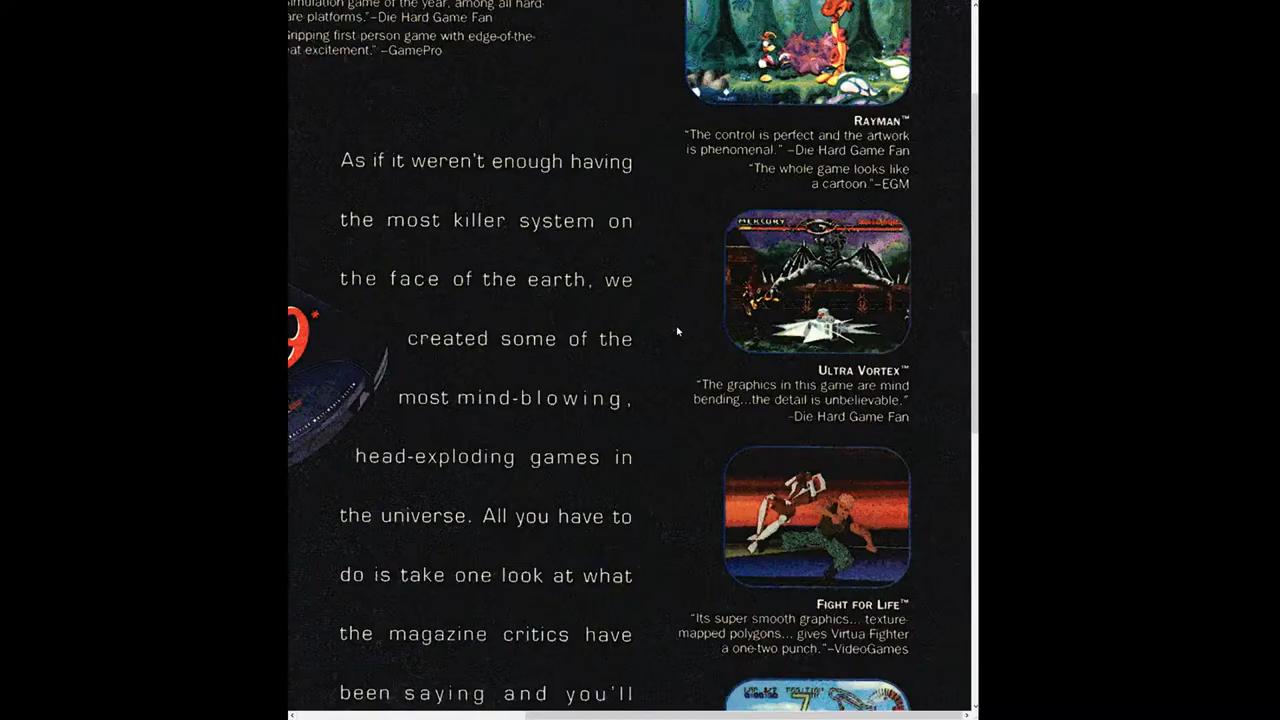 simulation game of the year, among all hard-
are platforms."–Die Hard Game Fan
Gripping first person game with edge-of-the-
at excitement." –GamePro
As if it weren't enough having
the most killer system on
the face of the earth, we
created some of the
most mind-blowing,
head-exploding games in
the universe. All you have to
do is take one look at what
the magazine critics have
been saying and you'll
9*
RAYMAN™
"The control is perfect and the artwork
is phenomenal." –Die Hard Game Fan
"The whole game looks like
a cartoon."–EGM
MERCURY
ULTRA VORTEX™
"The graphics in this game are mind
bending...the detail is unbelievable."
–Die Hard Game Fan
FIGHT FOR LIFE™
"Its super smooth graphics... texture-
mapped polygons... gives Virtua Fighter
a one-two punch."–VideoGames
7